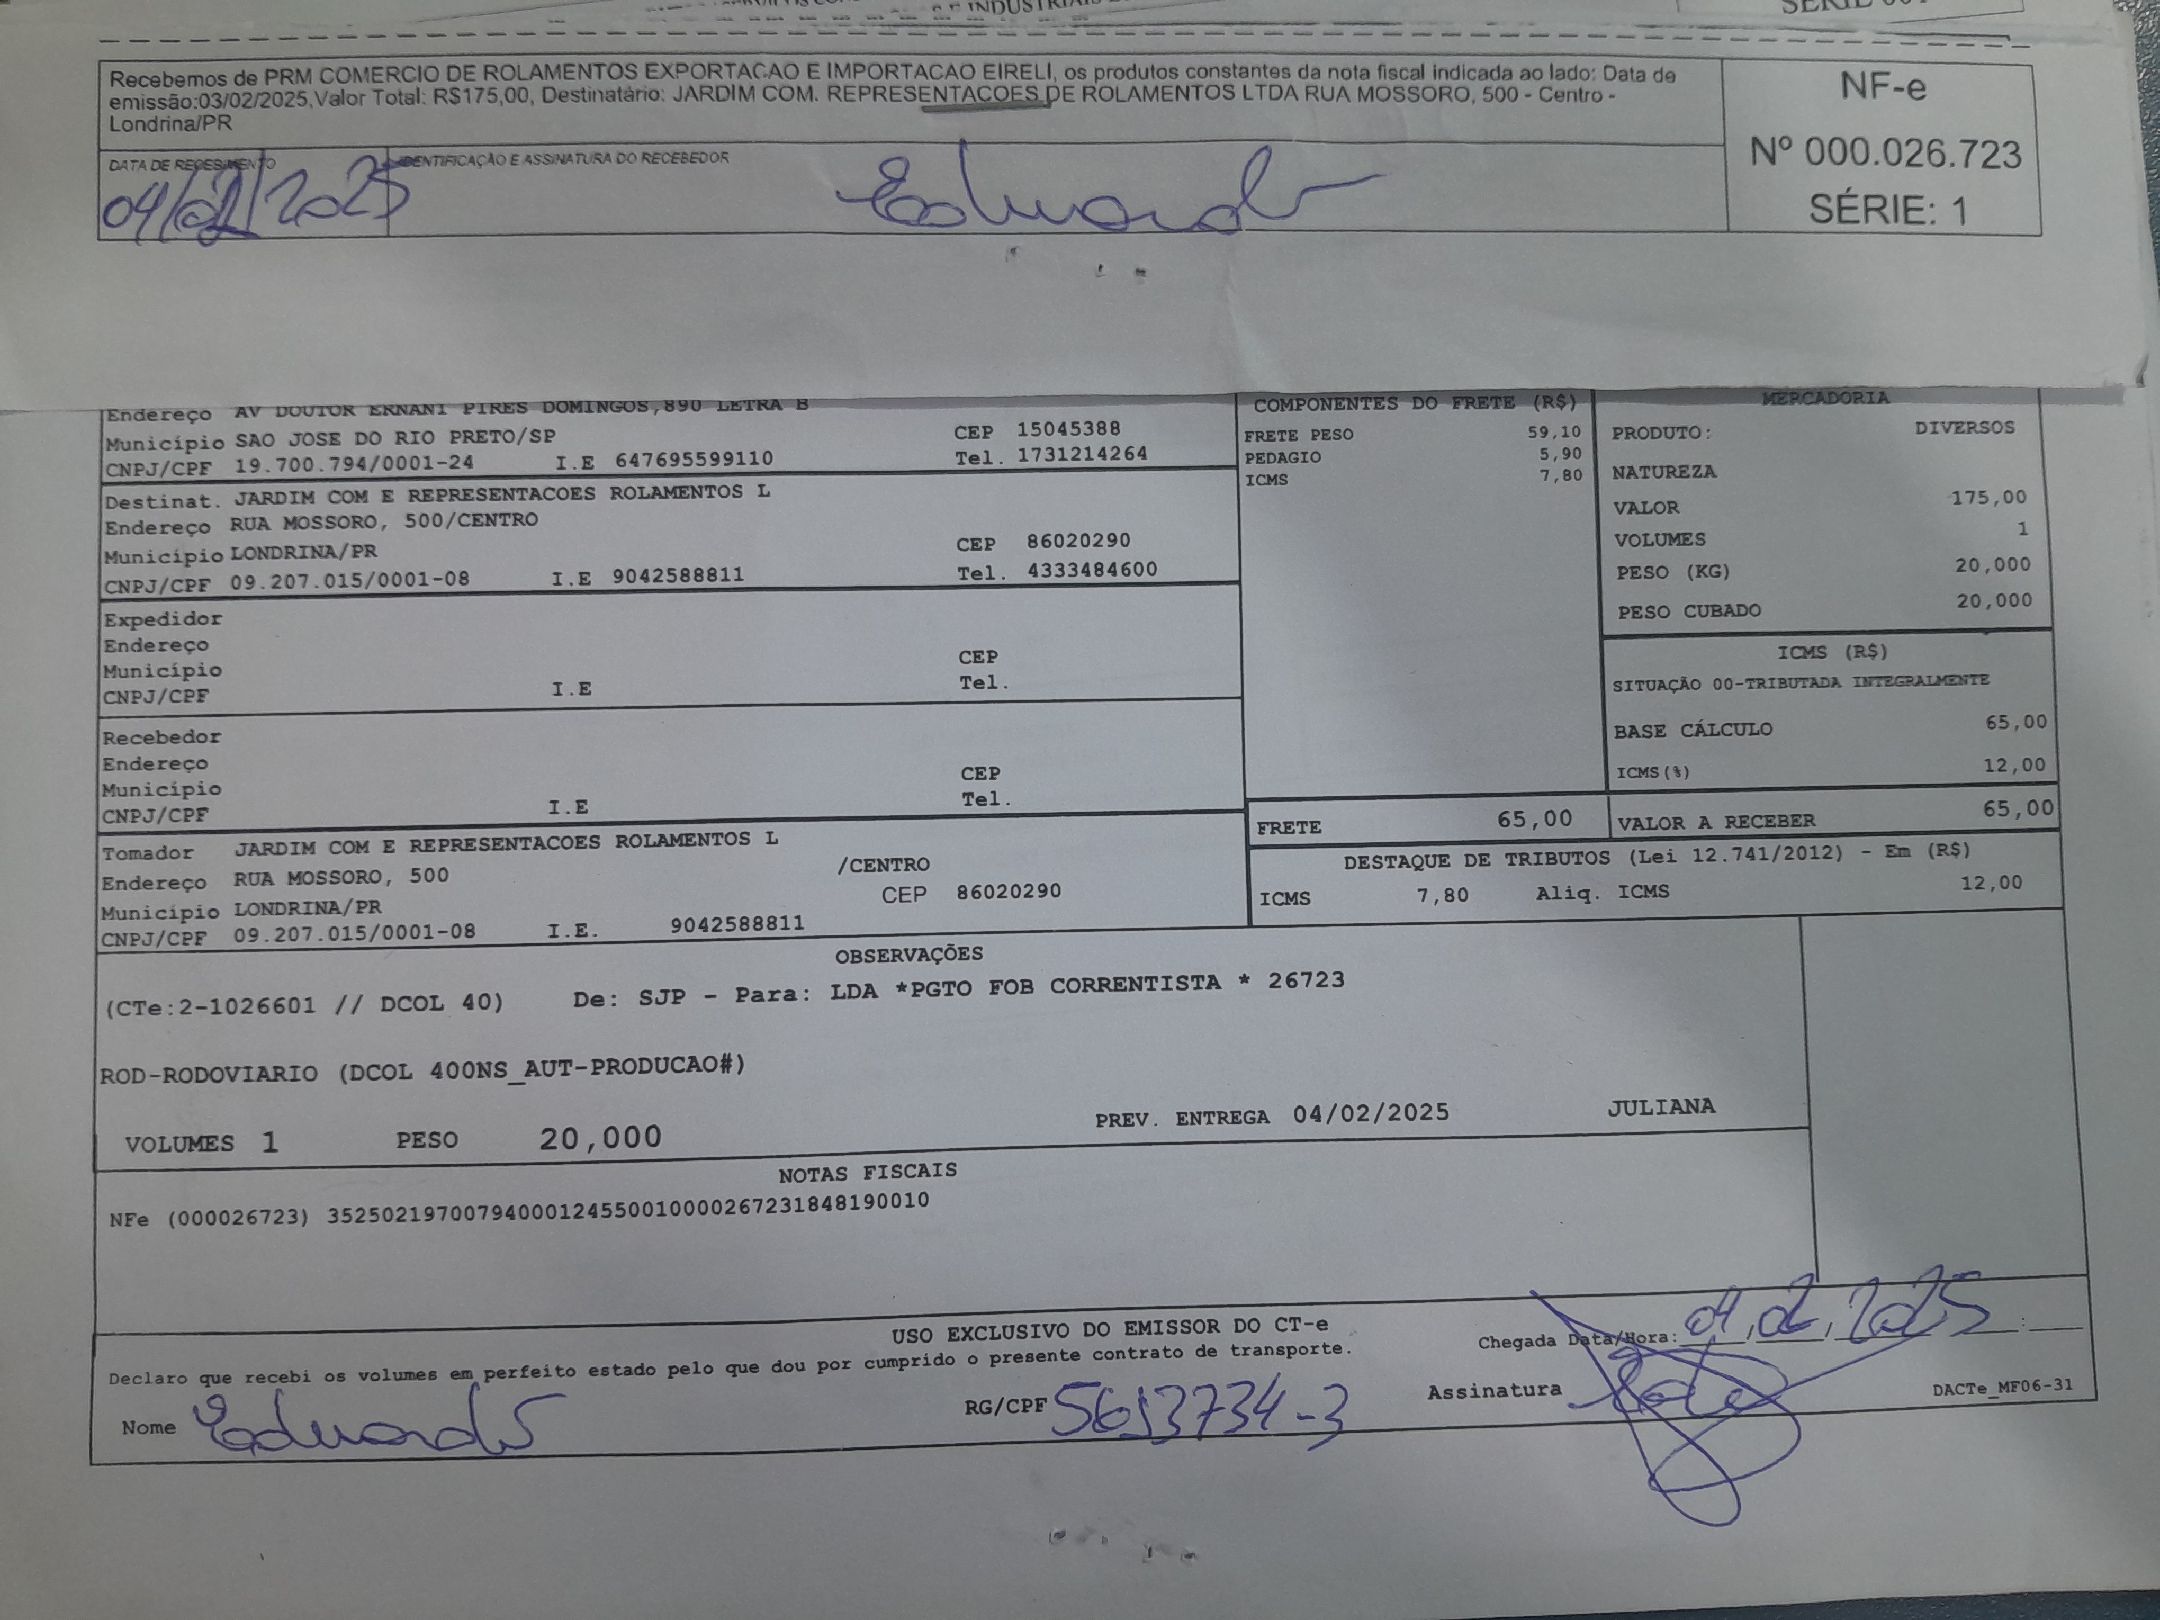 E INDUSTRIAIS
SERIE 001
Recebemos de PRM COMERCIO DE ROLAMENTOS EXPORTACAO E IMPORTACAO EIRELI, os produtos constantes da nota fiscal indicada ao lado: Data de
emissão:03/02/2025,Valor Total: R$175,00, Destinatário: JARDIM COM. REPRESENTACOES DE ROLAMENTOS LTDA RUA MOSSORO, 500 - Centro -
Londrina/PR
NF-e
Nº 000.026.723
SÉRIE: 1
DATA DE RECEBIMENTO
IDENTIFICAÇÃO E ASSINATURA DO RECEBEDOR
04/02/2025
Eduardo
Endereço AV DOUTOR ERNANI PIRES DOMINGOS,890 LETRA B
Município SAO JOSE DO RIO PRETO/SP CEP 15045388
CNPJ/CPF 19.700.794/0001-24 I.E 647695599110 Tel. 1731214264
Destinat. JARDIM COM E REPRESENTACOES ROLAMENTOS L
Endereço RUA MOSSORO, 500/CENTRO
Município LONDRINA/PR CEP 86020290
CNPJ/CPF 09.207.015/0001-08 I.E 9042588811 Tel. 4333484600
Expedidor
Endereço
Município CEP
CNPJ/CPF I.E Tel.
Recebedor
Endereço
Município CEP
CNPJ/CPF I.E Tel.
Tomador JARDIM COM E REPRESENTACOES ROLAMENTOS L
Endereço RUA MOSSORO, 500 /CENTRO
Município LONDRINA/PR CEP 86020290
CNPJ/CPF 09.207.015/0001-08 I.E. 9042588811
COMPONENTES DO FRETE (R$)
FRETE PESO 59,10
PEDAGIO 5,90
ICMS 7,80
MERCADORIA
PRODUTO: DIVERSOS
NATUREZA
VALOR 175,00
VOLUMES 1
PESO (KG) 20,000
PESO CUBADO 20,000
ICMS (R$)
SITUAÇÃO 00-TRIBUTADA INTEGRALMENTE
BASE CÁLCULO 65,00
ICMS(%) 12,00
FRETE 65,00 VALOR A RECEBER 65,00
DESTAQUE DE TRIBUTOS (Lei 12.741/2012) - Em (R$)
ICMS 7,80 Aliq. ICMS 12,00
OBSERVAÇÕES
(CTe:2-1026601 // DCOL 40) De: SJP - Para: LDA *PGTO FOB CORRENTISTA * 26723
ROD-RODOVIARIO (DCOL 400NS_AUT-PRODUCAO#)
VOLUMES 1 PESO 20,000 PREV. ENTREGA 04/02/2025 JULIANA
NOTAS FISCAIS
NFe (000026723) 35250219700794000124550010000267231848190010
USO EXCLUSIVO DO EMISSOR DO CT-e
Declaro que recebi os volumes em perfeito estado pelo que dou por cumprido o presente contrato de transporte.
Chegada Data/Hora: 04,02,2025 :
Nome Eduardo RG/CPF 5613734-3 Assinatura
DACTe_MF06-31